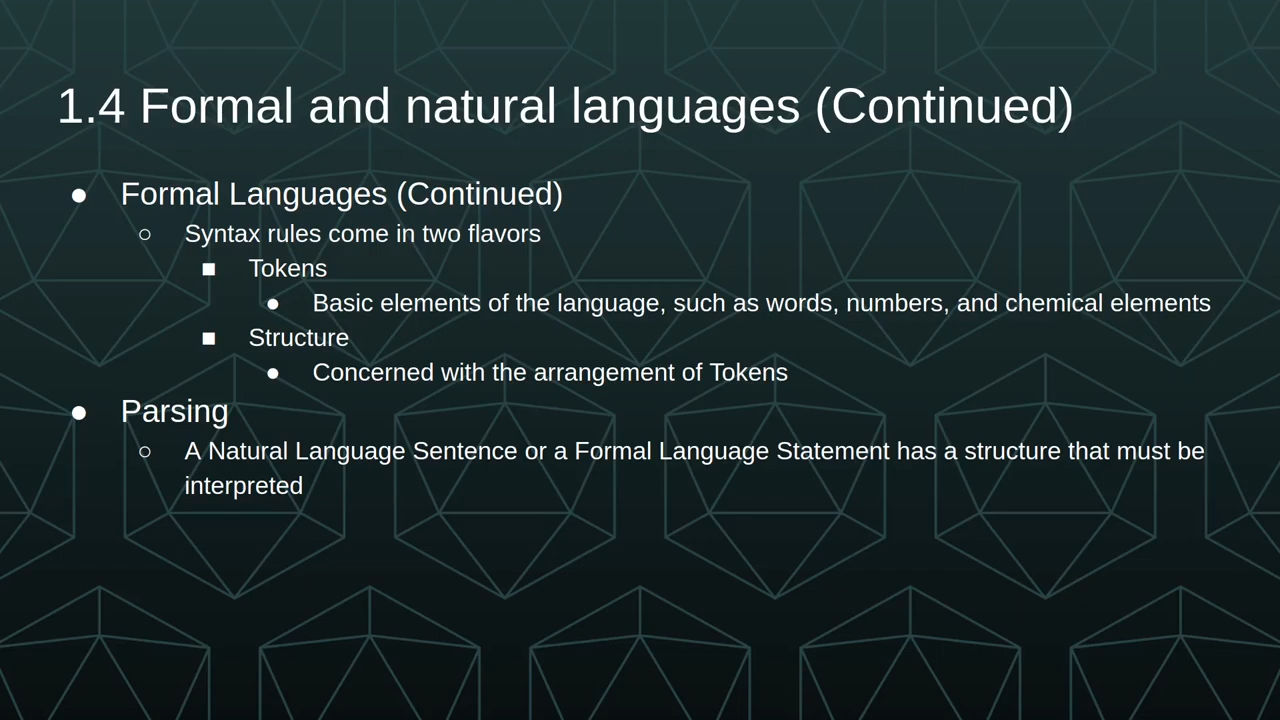 1.4 Formal and natural languages (Continued)
● Formal Languages (Continued)
○ Syntax rules come in two flavors
■ Tokens
● Basic elements of the language, such as words, numbers, and chemical elements
■ Structure
● Concerned with the arrangement of Tokens
● Parsing
○ A Natural Language Sentence or a Formal Language Statement has a structure that must be
interpreted